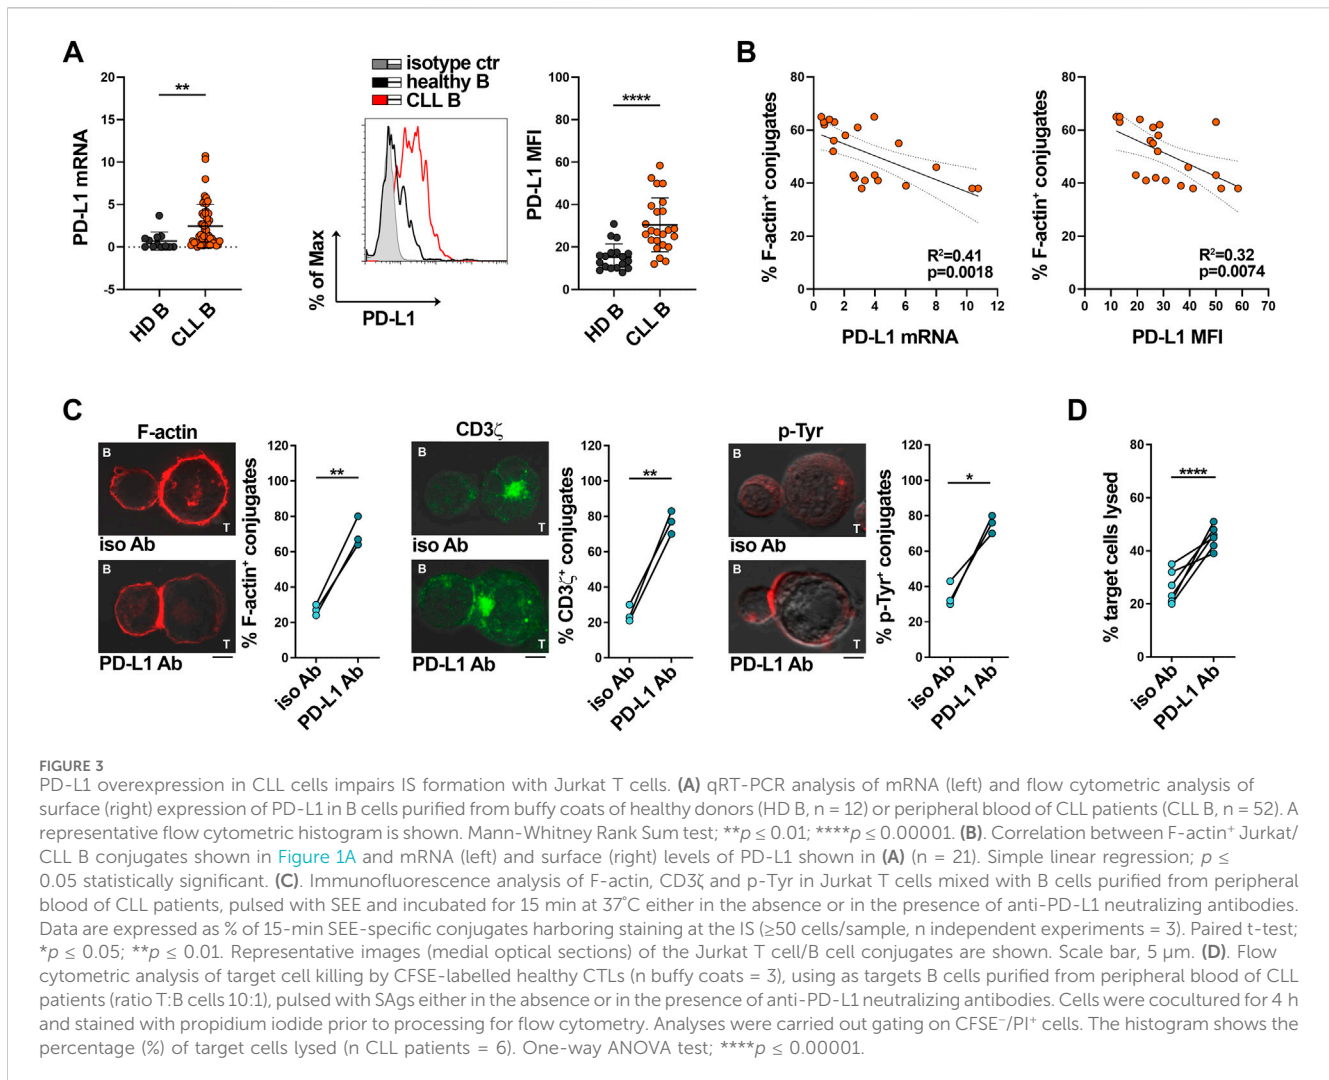 A
20
15
10
5
0
-5
PD-L1 mRNA
**
HD B
CLL B
isotype ctr
healthy B
CLL B
% of Max
PD-L1
100
80
60
40
20
0
PD-L1 MFI
****
HD B
CLL B
B
80
60
40
20
0
% F-actin⁺ conjugates
R²=0.41
p=0.0018
0 2 4 6 8 10 12
PD-L1 mRNA
80
60
40
20
0
% F-actin⁺ conjugates
R²=0.32
p=0.0074
10 20 30 40 50 60 70
PD-L1 MFI
C
F-actin
B
T
iso Ab
B
T
PD-L1 Ab
120
100
80
60
40
20
0
% F-actin⁺ conjugates
**
iso Ab
PD-L1 Ab
CD3ζ
B
T
iso Ab
B
T
PD-L1 Ab
120
100
80
60
40
20
0
% CD3ζ⁺ conjugates
**
iso Ab
PD-L1 Ab
p-Tyr
B
T
iso Ab
B
T
PD-L1 Ab
120
100
80
60
40
20
0
% p-Tyr⁺ conjugates
*
iso Ab
PD-L1 Ab
D
80
60
40
20
0
% target cells lysed
****
iso Ab
PD-L1 Ab
FIGURE 3
PD-L1 overexpression in CLL cells impairs IS formation with Jurkat T cells. (A) qRT-PCR analysis of mRNA (left) and flow cytometric analysis of
surface (right) expression of PD-L1 in B cells purified from buffy coats of healthy donors (HD B, n = 12) or peripheral blood of CLL patients (CLL B, n = 52). A
representative flow cytometric histogram is shown. Mann-Whitney Rank Sum test; **p ≤ 0.01; ****p ≤ 0.00001. (B). Correlation between F-actin⁺ Jurkat/
CLL B conjugates shown in Figure 1A and mRNA (left) and surface (right) levels of PD-L1 shown in (A) (n = 21). Simple linear regression; p ≤
0.05 statistically significant. (C). Immunofluorescence analysis of F-actin, CD3ζ and p-Tyr in Jurkat T cells mixed with B cells purified from peripheral
blood of CLL patients, pulsed with SEE and incubated for 15 min at 37°C either in the absence or in the presence of anti-PD-L1 neutralizing antibodies.
Data are expressed as % of 15-min SEE-specific conjugates harboring staining at the IS (≥50 cells/sample, n independent experiments = 3). Paired t-test;
*p ≤ 0.05; **p ≤ 0.01. Representative images (medial optical sections) of the Jurkat T cell/B cell conjugates are shown. Scale bar, 5 μm. (D). Flow
cytometric analysis of target cell killing by CFSE-labelled healthy CTLs (n buffy coats = 3), using as targets B cells purified from peripheral blood of CLL
patients (ratio T:B cells 10:1), pulsed with SAgs either in the absence or in the presence of anti-PD-L1 neutralizing antibodies. Cells were cocultured for 4 h
and stained with propidium iodide prior to processing for flow cytometry. Analyses were carried out gating on CFSE⁻/PI⁺ cells. The histogram shows the
percentage (%) of target cells lysed (n CLL patients = 6). One-way ANOVA test; ****p ≤ 0.00001.